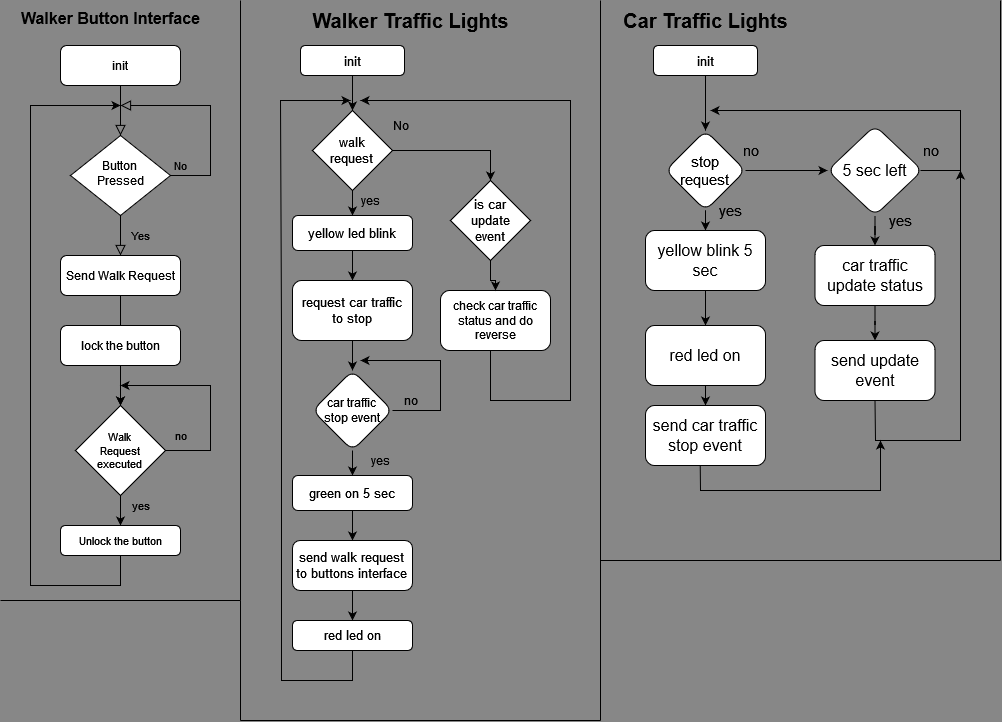 Walker Button Interface
init
Button
Pressed
No
Yes
Send Walk Request
lock the button
Walk
Request
executed
no
yes
Unlock the button
Walker Traffic Lights
init
walk
request
No
yes
is car
update
event
yellow led blink
request car traffic
to stop
check car traffic
status and do
reverse
car traffic
stop event
no
yes
green on 5 sec
send walk request
to buttons interface
red led on
Car Traffic Lights
init
stop
request
no
yes
5 sec left
no
yes
yellow blink 5
sec
red led on
send car traffic
stop event
car traffic
update status
send update
event